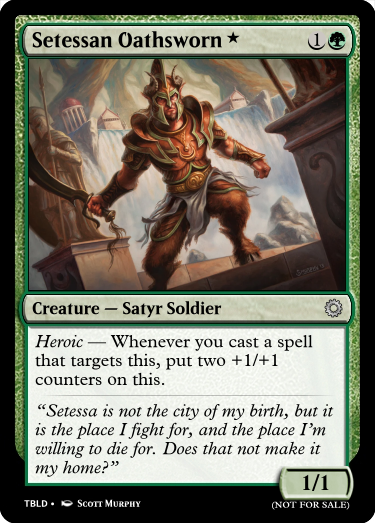 Setessan Oathsworn ★ 1
Creature — Satyr Soldier
Heroic — Whenever you cast a spell
that targets this, put two +1/+1
counters on this.
“Setessa is not the city of my birth, but it
is the place I fight for, and the place I’m
willing to die for. Does that not make it
my home?”
1/1
TBLD • Scott Murphy (NOT FOR SALE)